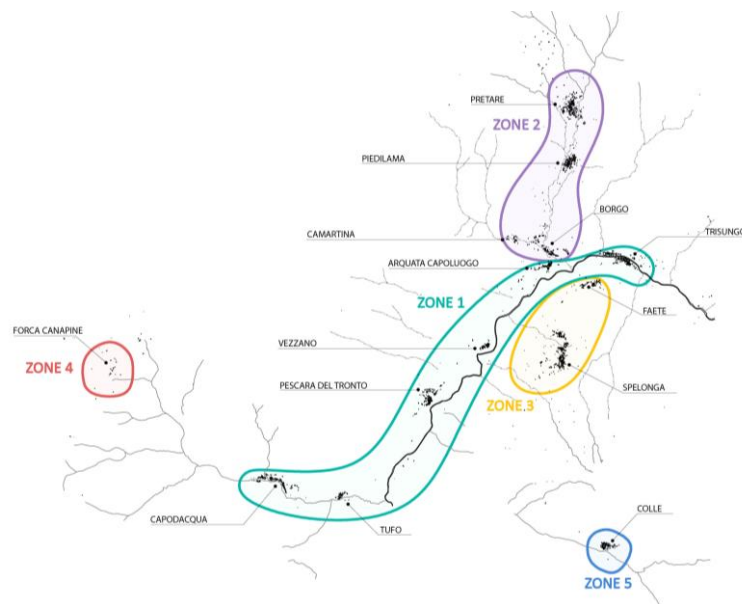 PRETARE
ZONE 2
PIEDILAMA
BORGO
CAMARTINA
TRISUNGO
ARQUATA CAPOLUOGO
ZONE 1
FAETE
FORCA CANAPINE
VEZZANO
ZONE 4
PESCARA DEL TRONTO
SPELONGA
ZONE 3
CAPODACQUA
TUFO
COLLE
ZONE 5